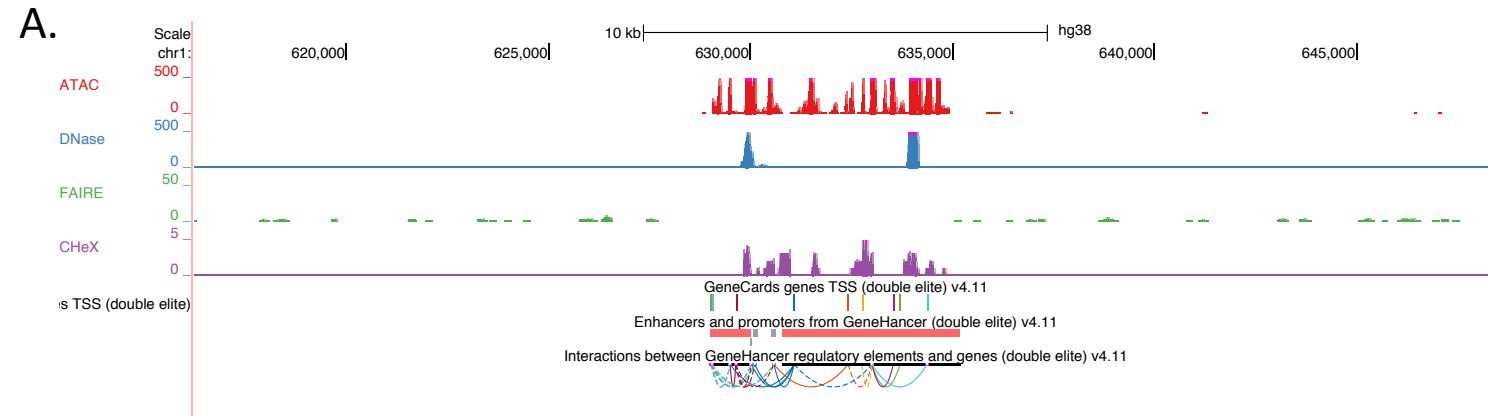 A.
Scale 10 kb hg38
chr1: 620,000 625,000 630,000 635,000 640,000 645,000
500
ATAC
0
500
DNase
0
50
FAIRE
0
5
CHeX
0
GeneCards genes TSS (double elite) v4.11
s TSS (double elite)
Enhancers and promoters from GeneHancer (double elite) v4.11
Interactions between GeneHancer regulatory elements and genes (double elite) v4.11